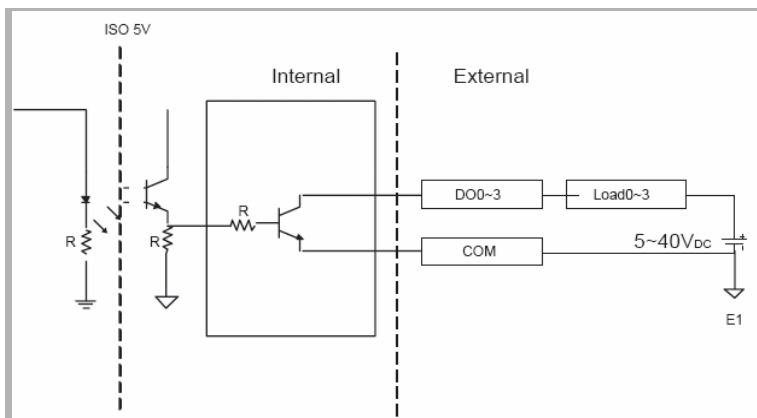 ISO 5V
Internal
External
R
R
R
DO0~3
Load0~3
COM
5~40VDC
E1